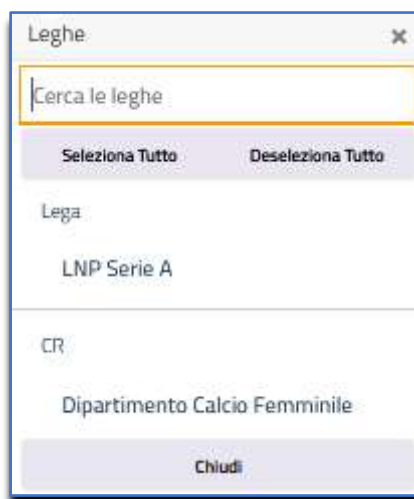 Leghe ×
Cerca le leghe
Seleziona Tutto Deseleziona Tutto
Lega
LNP Serie A
CR
Dipartimento Calcio Femminile
Chiudi